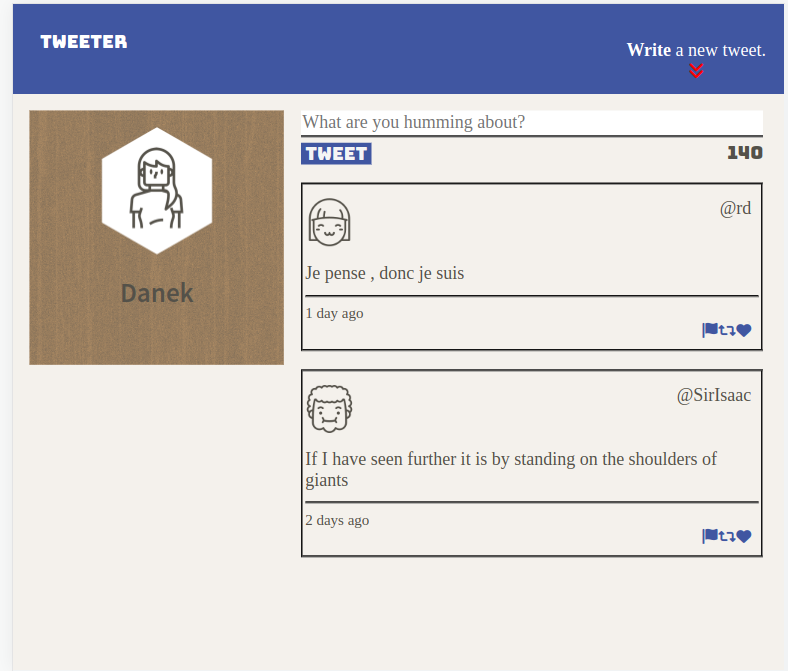 TWEETER
Write a new tweet.
Danek
What are you humming about?
TWEET
140
@rd
Je pense , donc je suis
1 day ago
@SirIsaac
If I have seen further it is by standing on the shoulders of
giants
2 days ago